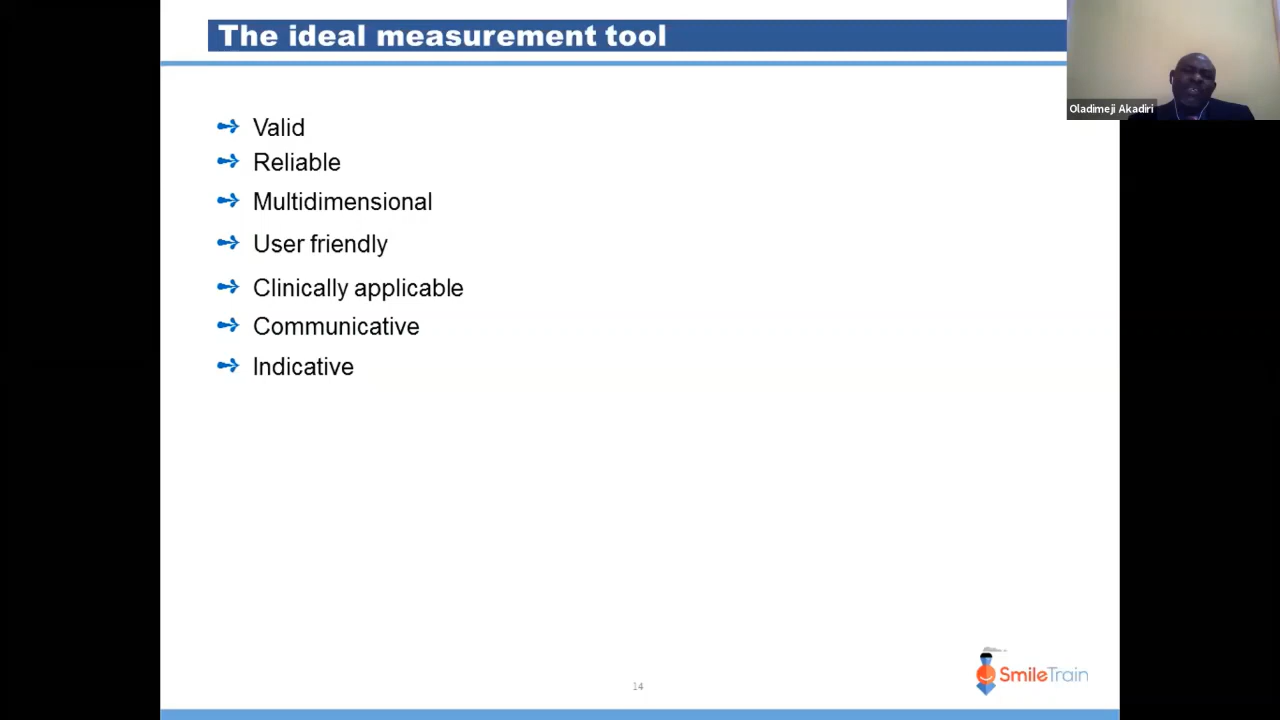 The ideal measurement tool
Oladimeji Akadiri
Valid
Reliable
Multidimensional
User friendly
Clinically applicable
Communicative
Indicative
SmileTrain
14